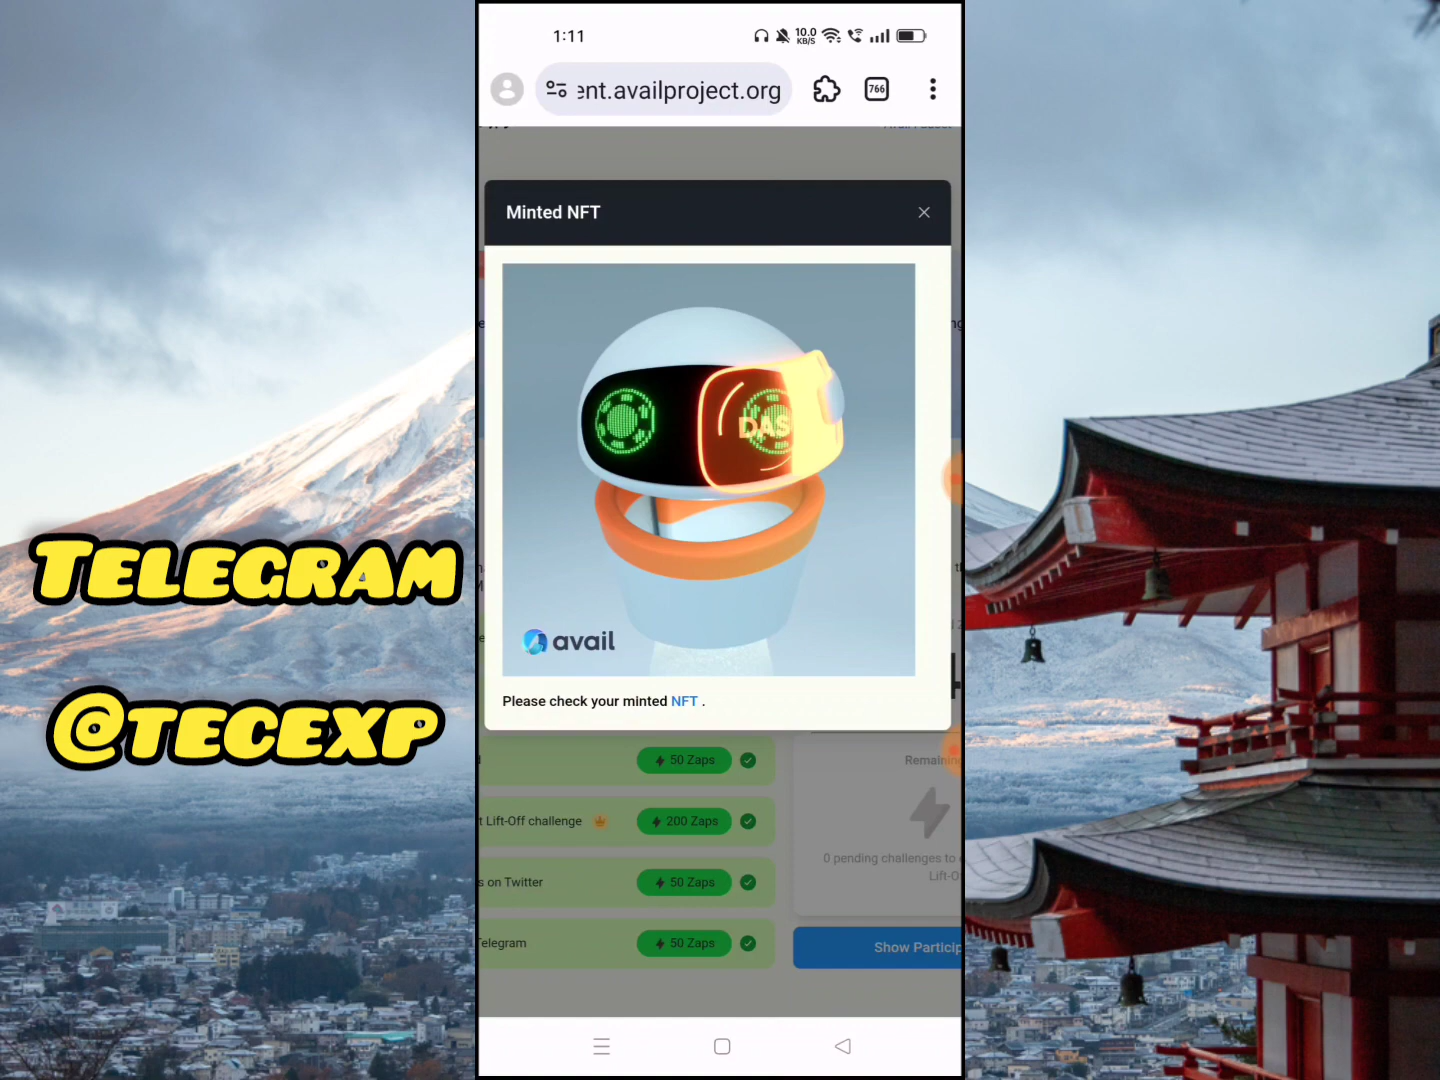 1:11
10.0
KB/S
ent.availproject.org
766
Minted NFT
DAS
avail
Please check your minted NFT .
TELEGRAM
@TECEXP
50 Zaps
t Lift-Off challenge
200 Zaps
s on Twitter
50 Zaps
Telegram
50 Zaps
Remaining
0 pending challenges to
Lift-O
Show Particip